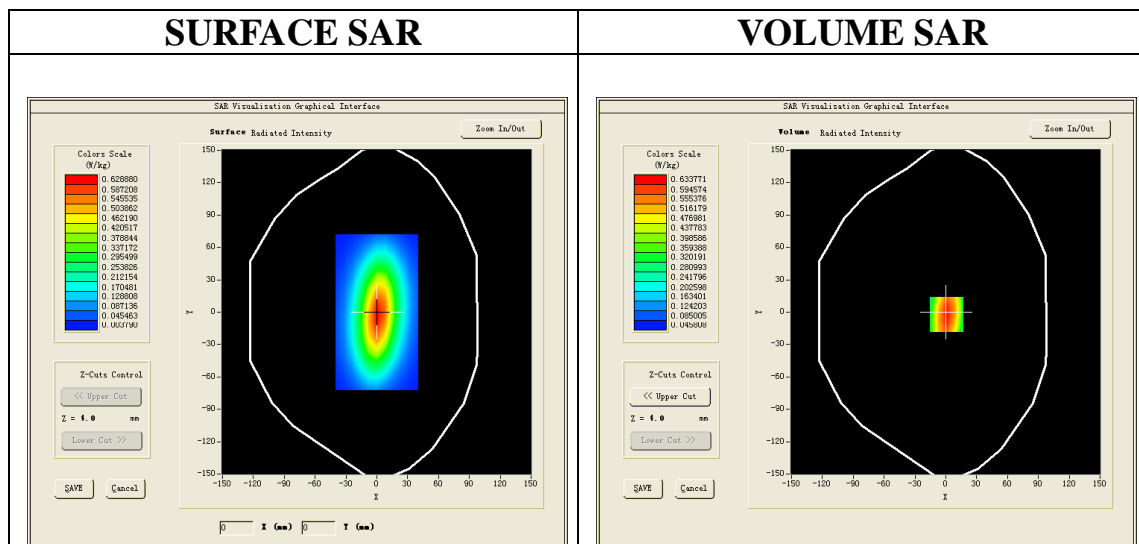 SURFACE SAR
VOLUME SAR
SAR Visualisation Graphical Interface
Surface Radiated Intensity
Zoom In/Out
Colors Scale
(W/kg)
0.628880
0.587208
0.545535
0.503862
0.462190
0.420517
0.378844
0.337172
0.295499
0.253826
0.212154
0.170481
0.128808
0.087136
0.045463
0.003790
Z-Cuts Control
<< Upper Cut
Z = 4.0 mm
Lower Cut >>
SAVE
Cancel
150
120
90
60
30
0
-30
-60
-90
-120
-150
Y
-150 -120 -90 -60 -30 0 30 60 90 120 150
X
0 X (mm) 0 Y (mm)
SAR Visualisation Graphical Interface
Volume Radiated Intensity
Zoom In/Out
Colors Scale
(W/kg)
0.633771
0.594574
0.555376
0.516179
0.476981
0.437783
0.398586
0.359388
0.320191
0.280993
0.241796
0.202598
0.163401
0.124203
0.085005
0.045808
Z-Cuts Control
<< Upper Cut
Z = 4.0 mm
Lower Cut >>
SAVE
Cancel
150
120
90
60
30
0
-30
-60
-90
-120
-150
Y
-150 -120 -90 -60 -30 0 30 60 90 120 150
X